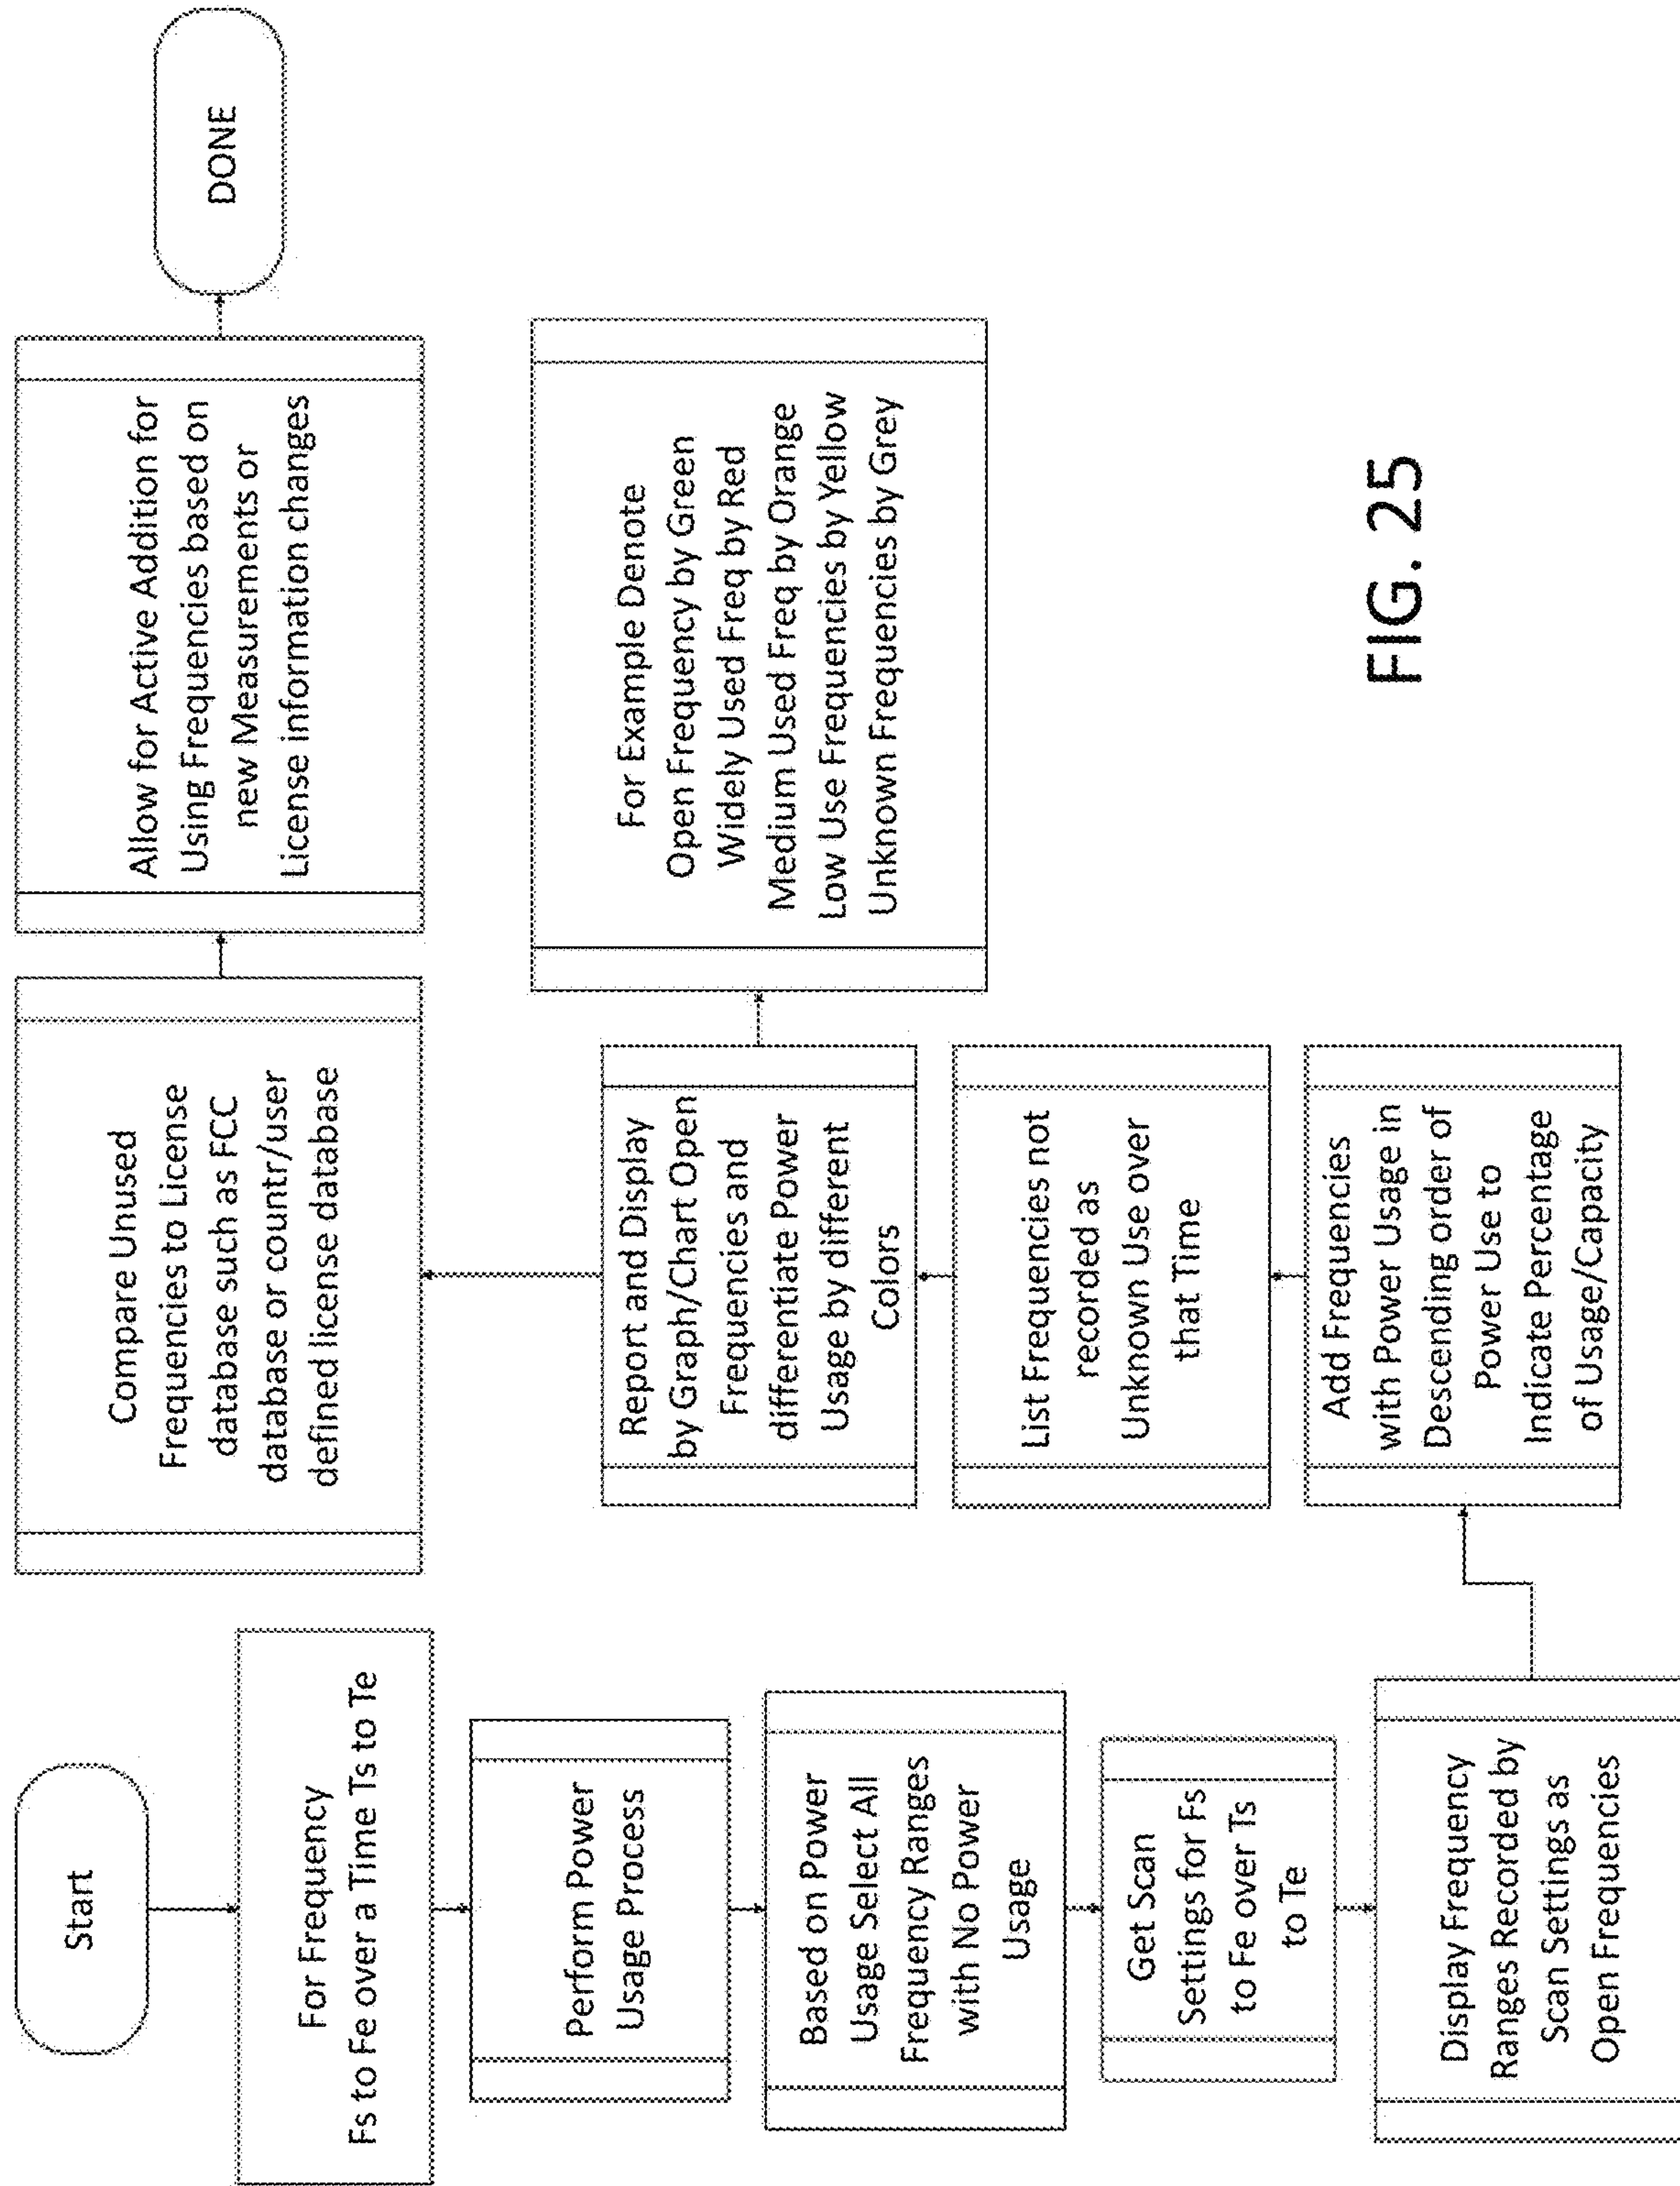 Start
For Frequency
Fs to Fe over a Time Ts to Te
Perform Power
Usage Process
Based on Power
Usage Select All
Frequency Ranges
with No Power
Usage
Get Scan
Settings for Fs
to Fe over Ts
to Te
Display Frequency
Ranges Recorded by
Scan Settings as
Open Frequencies
Add Frequencies
with Power Usage in
Descending order of
Power Use to
Indicate Percentage
of Usage/Capacity
List Frequencies not
recorded as
Unknown Use over
that Time
Report and Display
by Graph/Chart Open
Frequencies and
differentiate Power
Usage by different
Colors
For Example Denote
Open Frequency by Green
Widely Used Freq by Red
Medium Used Freq by Orange
Low Use Frequencies by Yellow
Unknown Frequencies by Grey
Compare Unused
Frequencies to License
database such as FCC
database or countr/user
defined license database
Allow for Active Addition for
Using Frequencies based on
new Measurements or
License information changes
DONE
FIG. 25